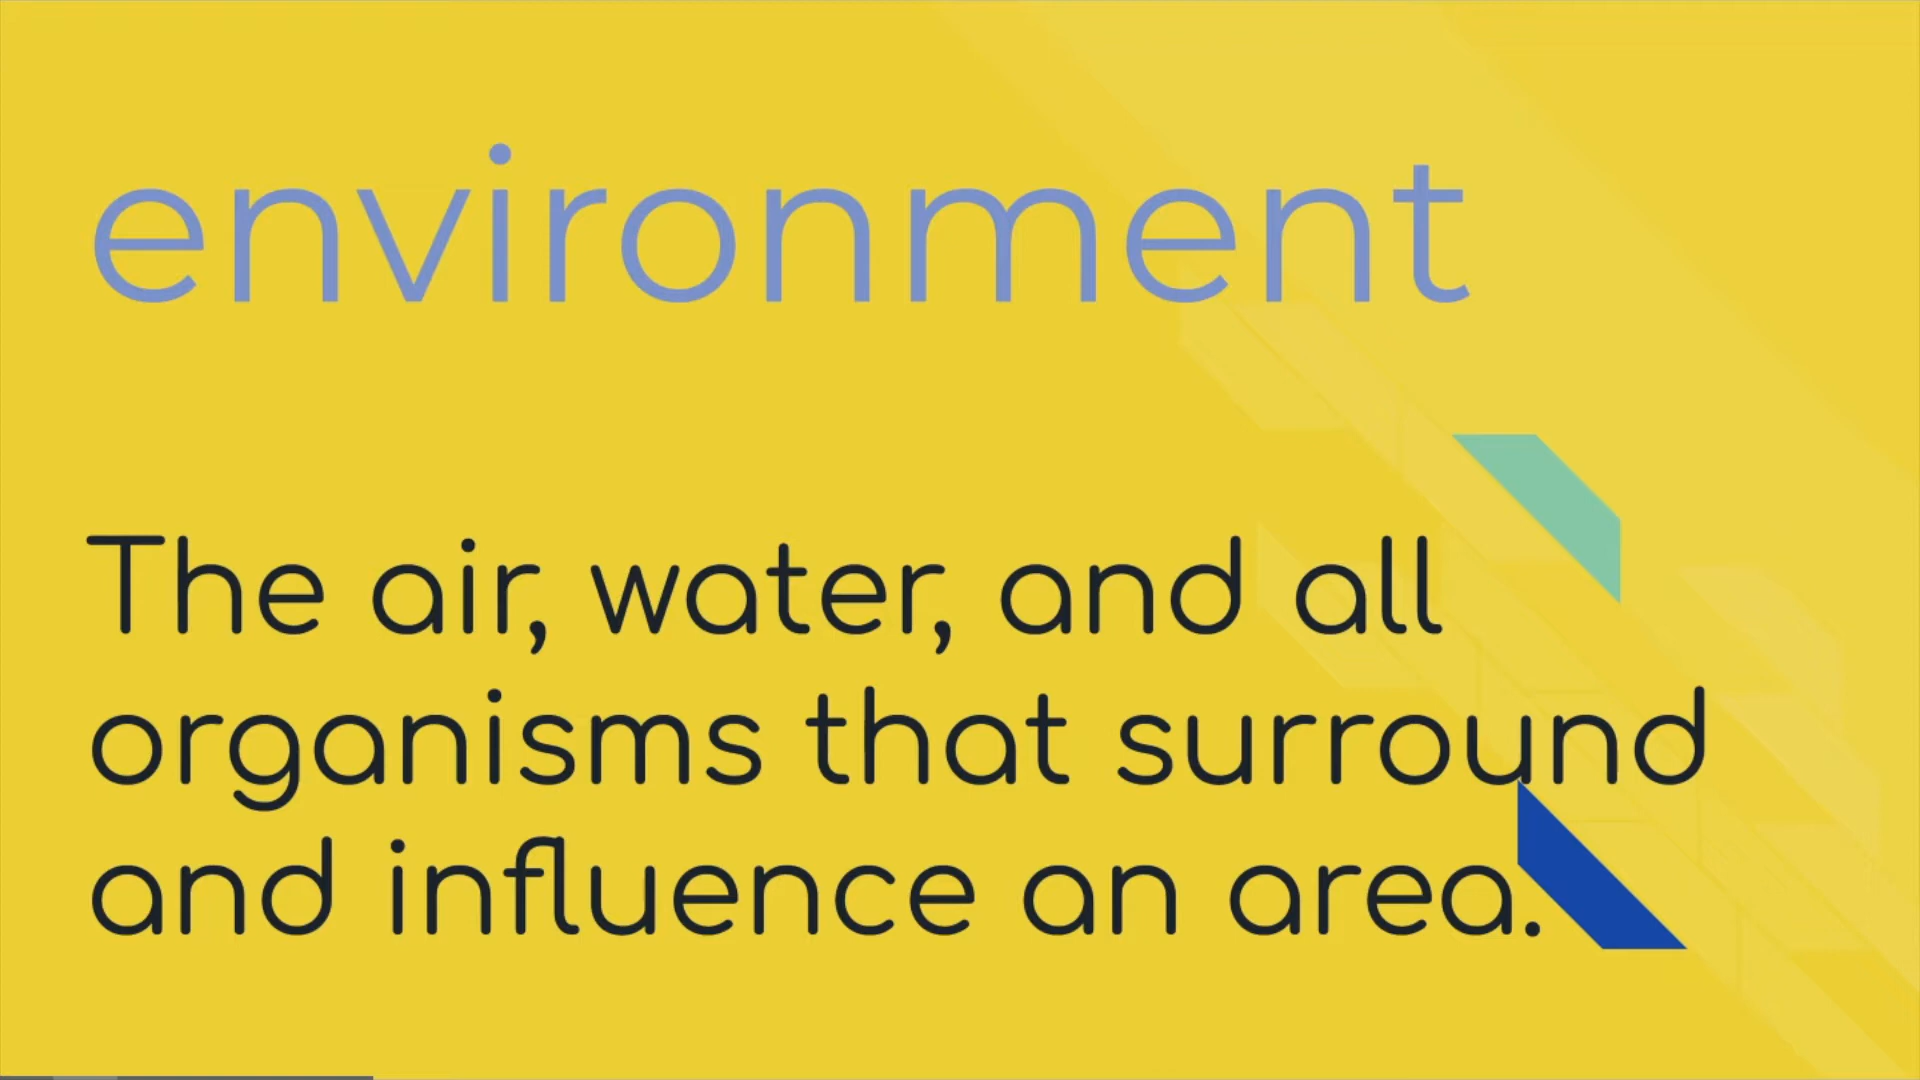 environment
The air, water, and all
organisms that surround
and influence an area.